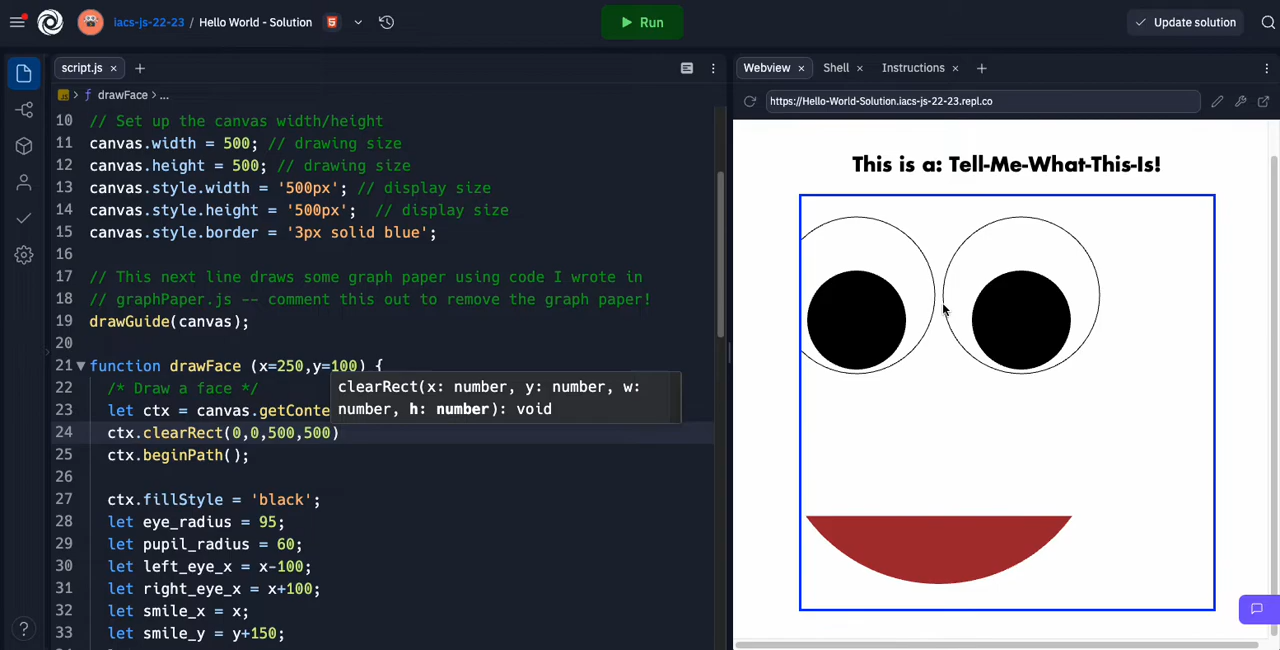 iacs-js-22-23 / Hello World - Solution
Run
Update solution
script.js
drawFace > ...
10 // Set up the canvas width/height
11 canvas.width = 500; // drawing size
12 canvas.height = 500; // drawing size
13 canvas.style.width = '500px'; // display size
14 canvas.style.height = '500px';  // display size
15 canvas.style.border = '3px solid blue';
16
17 // This next line draws some graph paper using code I wrote in
18 // graphPaper.js -- comment this out to remove the graph paper!
19 drawGuide(canvas);
20
21 function drawFace (x=250,y=100) {
22 /* Draw a face */
23 let ctx = canvas.getConte
clearRect(x: number, y: number, w:
number, h: number): void
24 ctx.clearRect(0,0,500,500)
25 ctx.beginPath();
26
27 ctx.fillStyle = 'black';
28 let eye_radius = 95;
29 let pupil_radius = 60;
30 let left_eye_x = x-100;
31 let right_eye_x = x+100;
32 let smile_x = x;
33 let smile_y = y+150;
Webview
Shell
Instructions
https://Hello-World-Solution.iacs-js-22-23.repl.co
This is a: Tell-Me-What-This-Is!